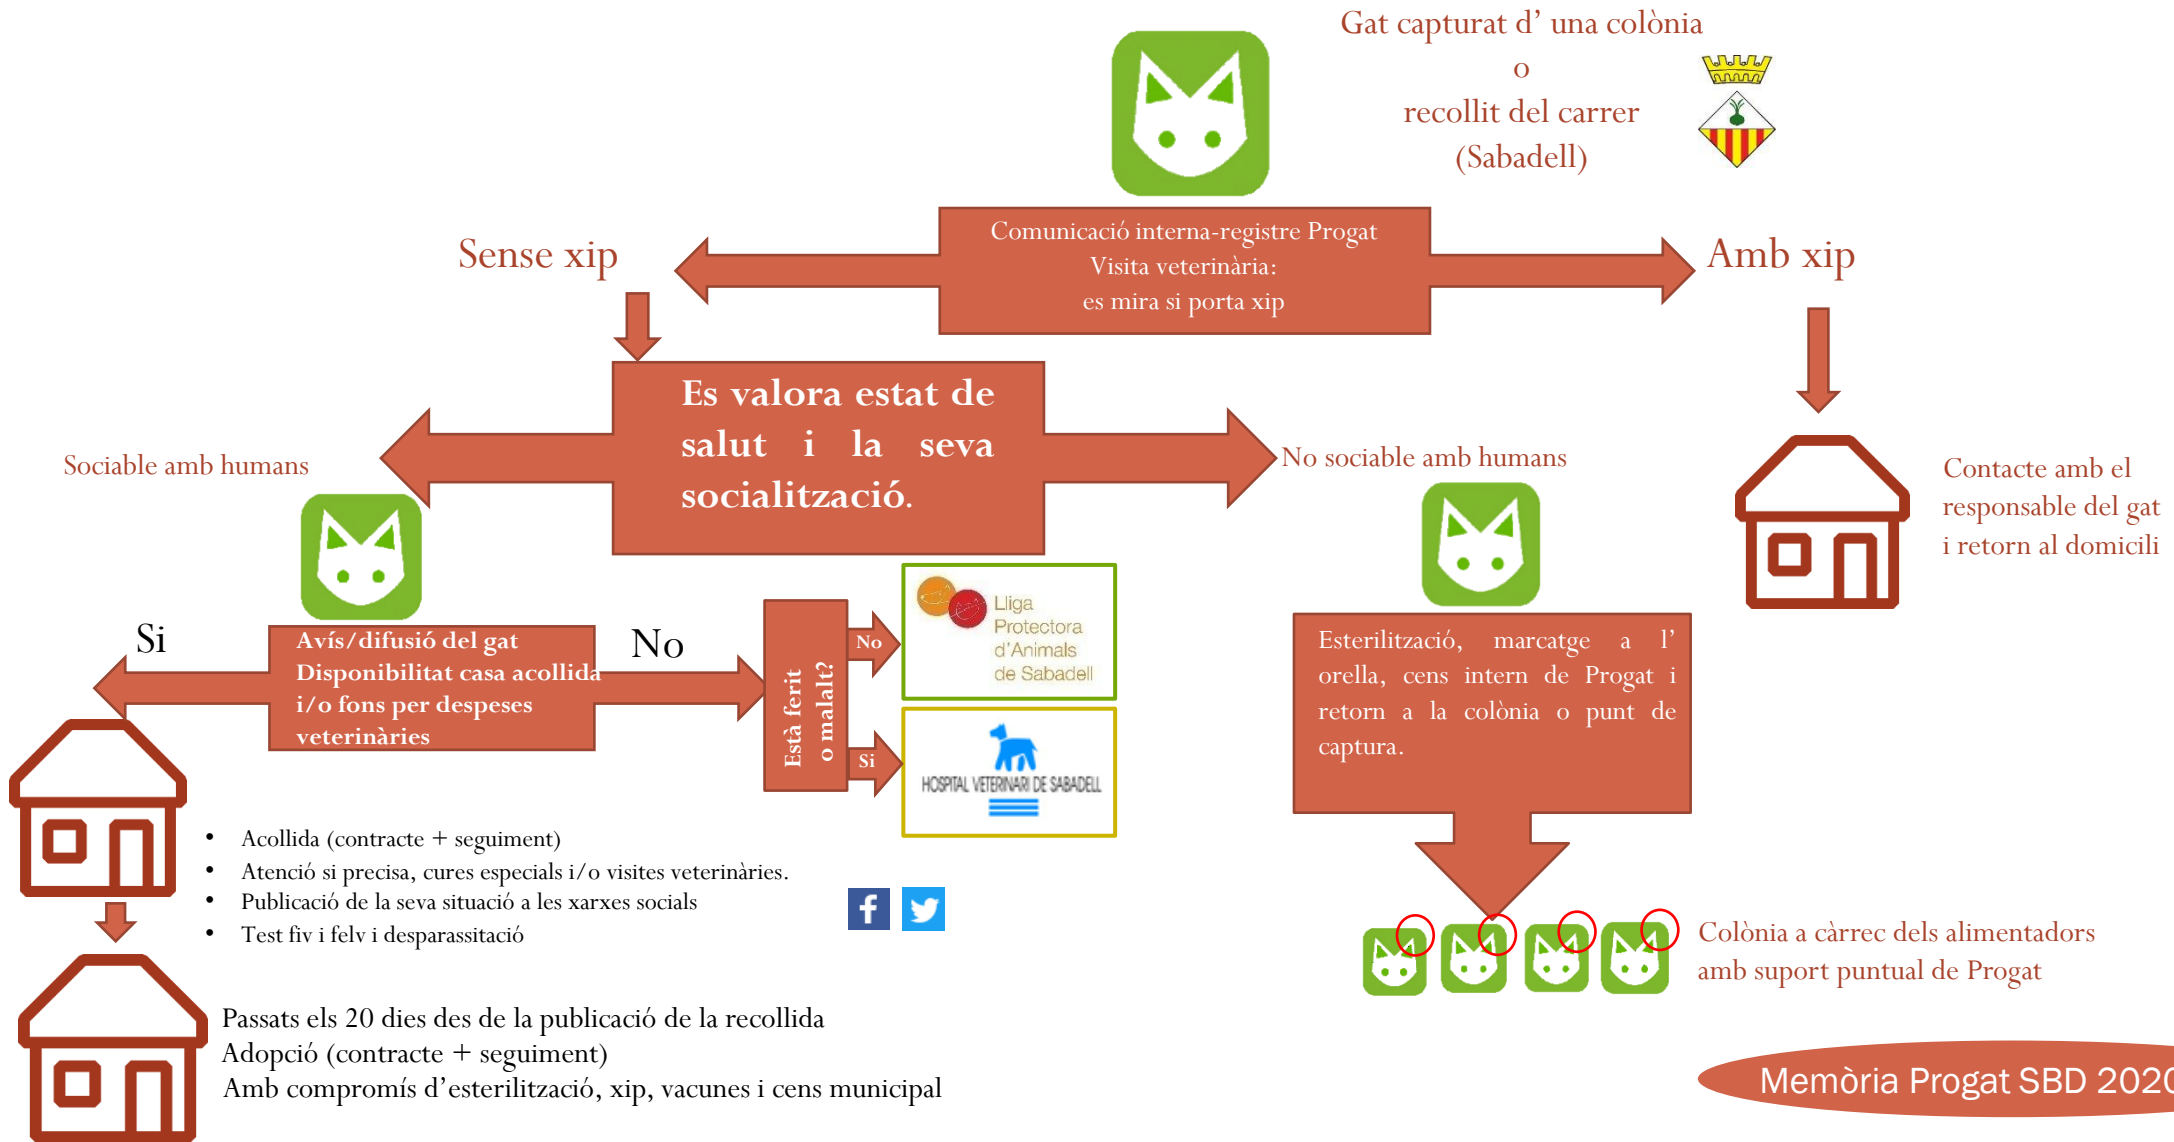 Gat capturat d’ una colònia
o
recollit del carrer
(Sabadell)
Comunicació interna-registre Progat
Visita veterinària:
es mira si porta xip
Sense xip
Amb xip
Es valora estat de
salut i la seva
socialització.
Sociable amb humans
No sociable amb humans
Contacte amb el
responsable del gat
i retorn al domicili
Si
Avís/difusió del gat
Disponibilitat casa acollida
i/o fons per despeses
veterinàries
No
Està ferit
o malalt?
No
Lliga
Protectora
d'Animals
de Sabadell
Si
HOSPITAL VETERINARI DE SABADELL
Esterilització, marcatge a l’
orella, cens intern de Progat i
retorn a la colònia o punt de
captura.
• Acollida (contracte + seguiment)
• Atenció si precisa, cures especials i/o visites veterinàries.
• Publicació de la seva situació a les xarxes socials
• Test fiv i felv i desparassitació
Colònia a càrrec dels alimentadors
amb suport puntual de Progat
Passats els 20 dies des de la publicació de la recollida
Adopció (contracte + seguiment)
Amb compromís d’esterilització, xip, vacunes i cens municipal
Memòria Progat SBD 2020